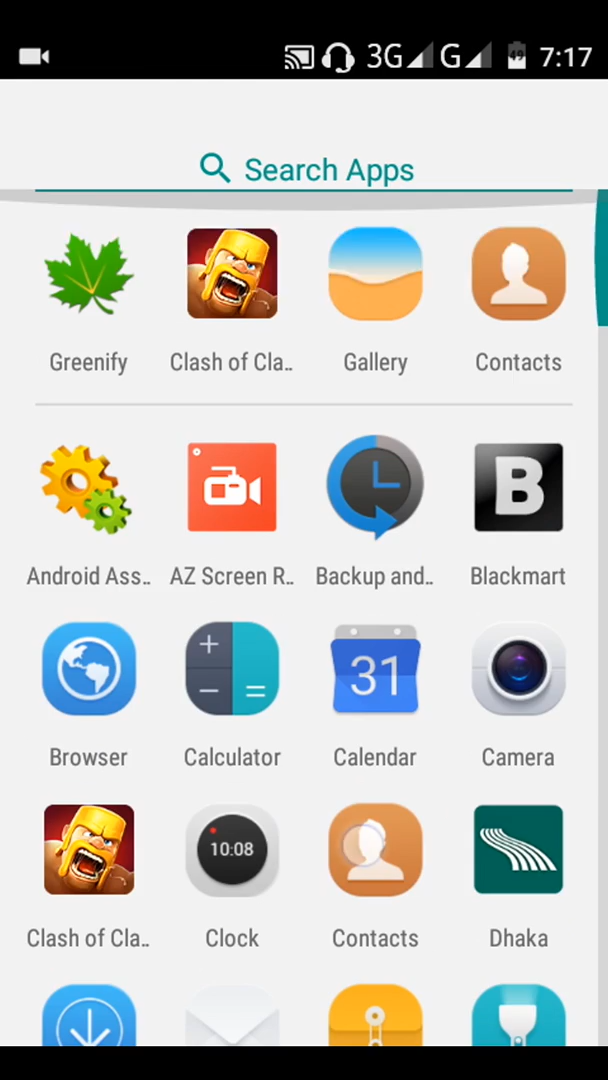 3G G 49 7:17
Search Apps
Greenify Clash of Cla.. Gallery Contacts
Android Ass.. AZ Screen R.. Backup and.. Blackmart
B
31
Browser Calculator Calendar Camera
10:08
Clash of Cla.. Clock Contacts Dhaka